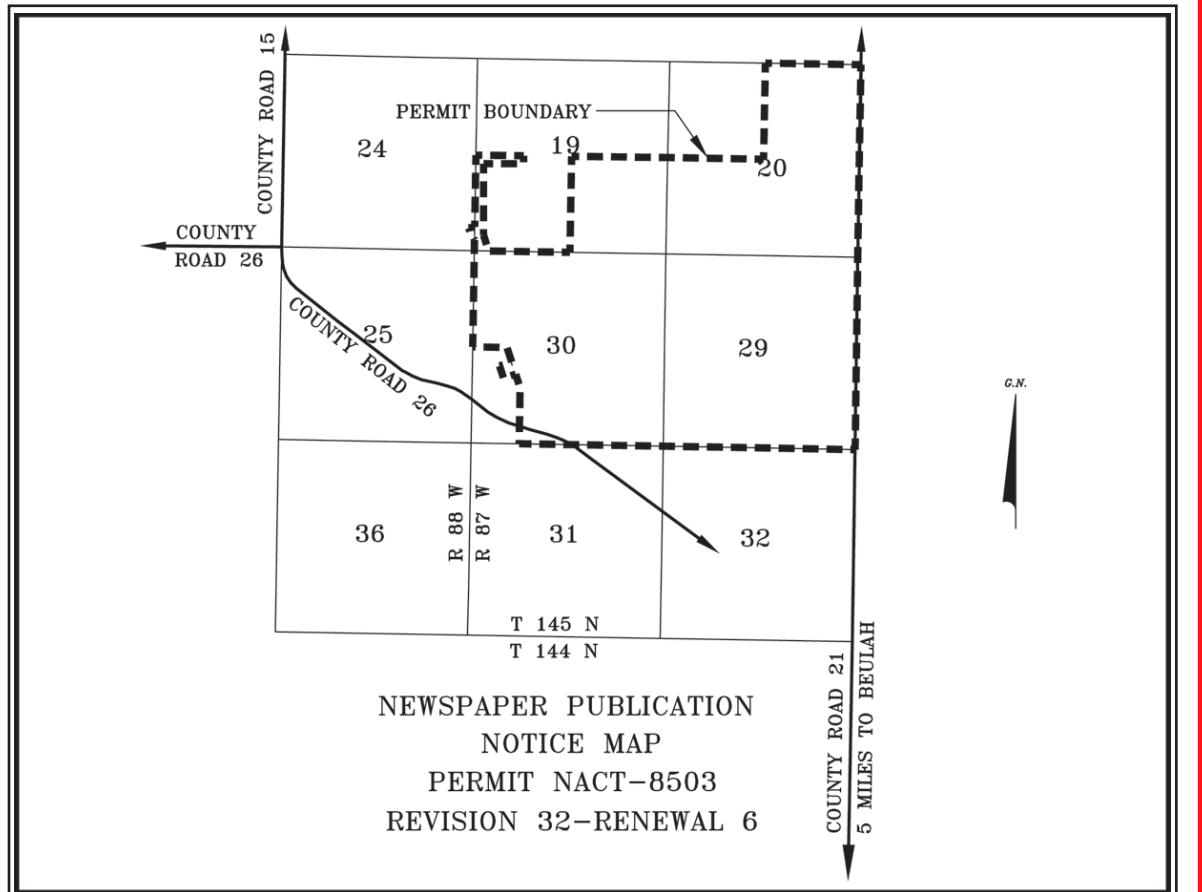 COUNTY ROAD 15
PERMIT BOUNDARY
24
19
20
COUNTY
ROAD 26
COUNTY ROAD 26
25
30
29
G.N.
36
R 88 W
R 87 W
31
32
T 145 N
T 144 N
COUNTY ROAD 21
5 MILES TO BEULAH
NEWSPAPER PUBLICATION
NOTICE MAP
PERMIT NACT-8503
REVISION 32-RENEWAL 6